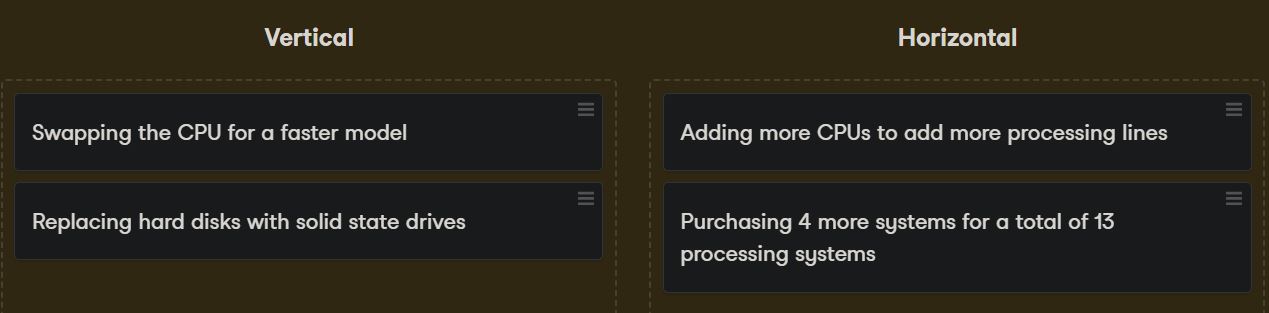 Vertical
Horizontal
Swapping the CPU for a faster model
Adding more CPUs to add more processing lines
Replacing hard disks with solid state drives
Purchasing 4 more systems for a total of 13
processing systems